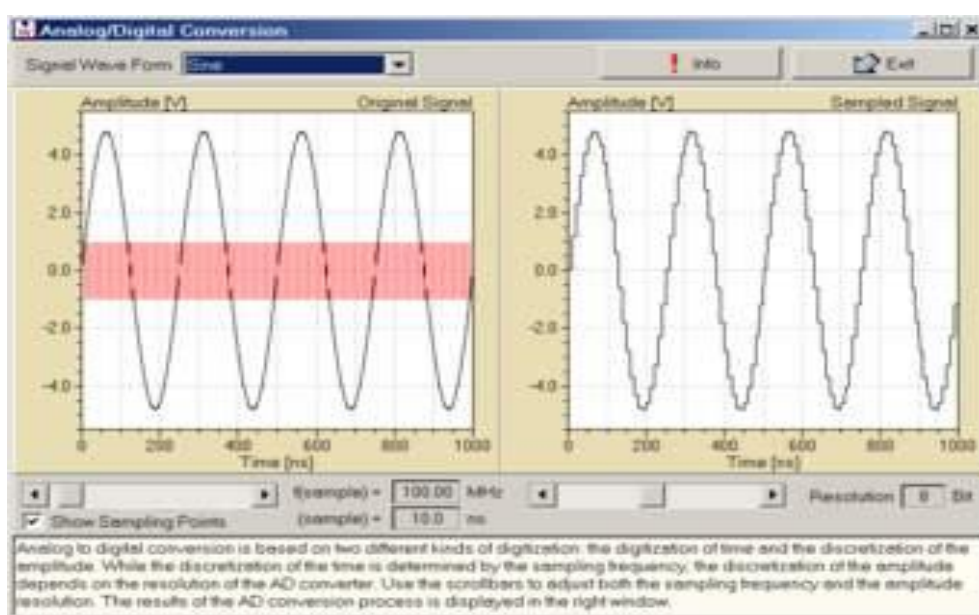 Analog/Digital Conversion
Signal Wave Form Sine Info Exit
Amplitude [V] Original Signal
4.0
2.0
0.0
-2.0
-4.0
0 200 400 600 800 1000
Time [ns]
Amplitude [V] Sampled Signal
4.0
2.0
0.0
-2.0
-4.0
0 200 400 600 800 1000
Time [ns]
f(sample) = 100.00 MHz
Resolution 8 Bit
Show Sampling Points
(sample) = 10.0 ns
Analog to digital conversion is based on two different kinds of digitization: the digitization of time and the discretization of the
amplitude. While the discretization of the time is determined by the sampling frequency, the discretization of the amplitude
depends on the resolution of the AD converter. Use the scrollbars to adjust both the sampling frequency and the amplitude
resolution. The results of the AD conversion process is displayed in the right window.